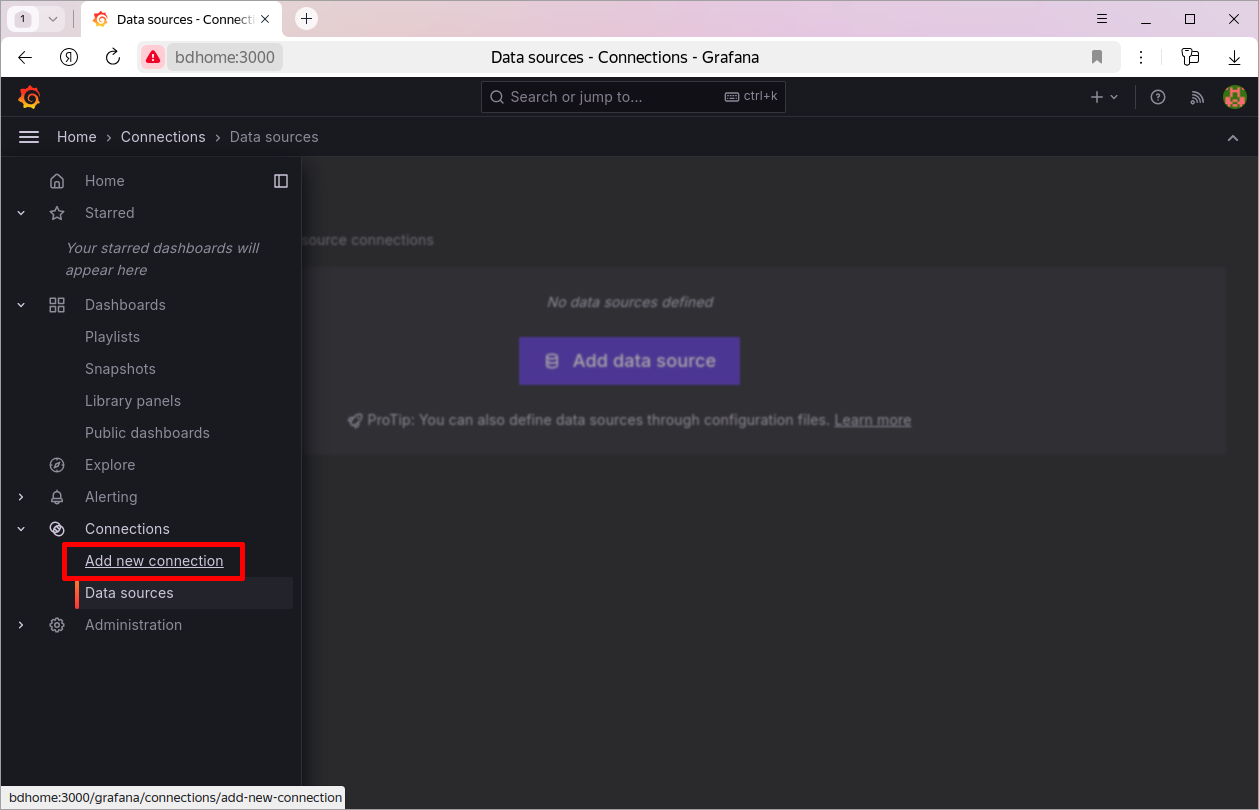 1
Data sources - Connecti
bdhome:3000
Data sources - Connections - Grafana
Search or jump to...
ctrl+k
Home › Connections › Data sources
Home
Starred
Your starred dashboards will
appear here
Dashboards
Playlists
Snapshots
Library panels
Public dashboards
Explore
Alerting
Connections
Add new connection
Data sources
Administration
source connections
No data sources defined
Add data source
ProTip: You can also define data sources through configuration files. Learn more
bdhome:3000/grafana/connections/add-new-connection